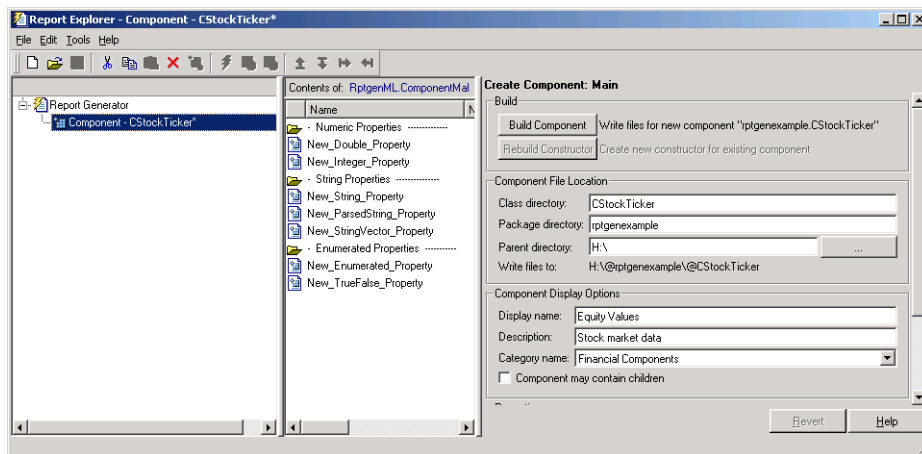 Report Explorer - Component - CStockTicker*
File Edit Tools Help
Report Generator
Component - CStockTicker*
Contents of: RptgenML.ComponentMal
Name
- Numeric Properties --------------
New_Double_Property
New_Integer_Property
- String Properties ---------------
New_String_Property
New_ParsedString_Property
New_StringVector_Property
- Enumerated Properties ----------
New_Enumerated_Property
New_TrueFalse_Property
Create Component: Main
Build
Build Component Write files for new component "rptgenexample.CStockTicker"
Rebuild Constructor Create new constructor for existing component
Component File Location
Class directory: CStockTicker
Package directory: rptgenexample
Parent directory: H:\ ...
Write files to: H:\@rptgenexample\@CStockTicker
Component Display Options
Display name: Equity Values
Description: Stock market data
Category name: Financial Components
Component may contain children
Revert Help